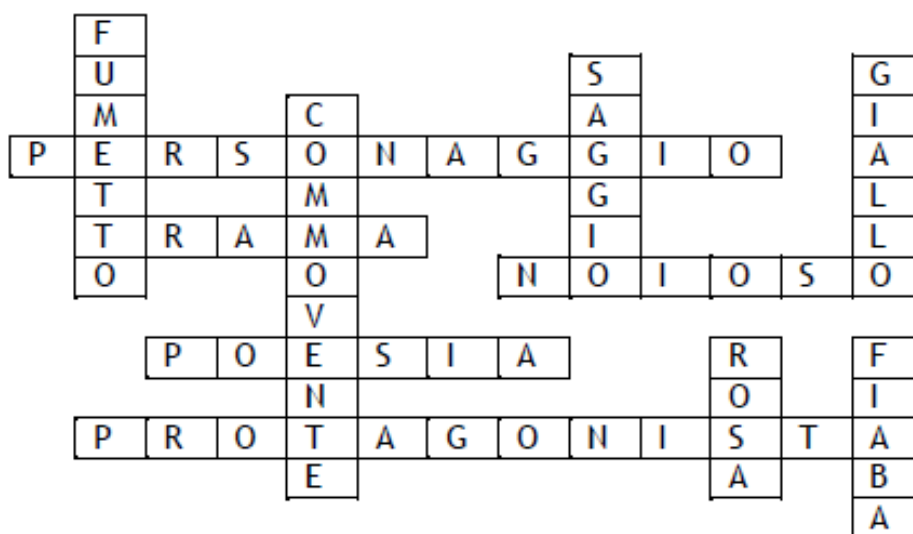 FUMETTO
SAGGIO
GIALLO
COMMOVENTE
PERSONAGGIO
TRAMA
NOIOSO
POESIA
ROSA
FIABA
PROTAGONISTA